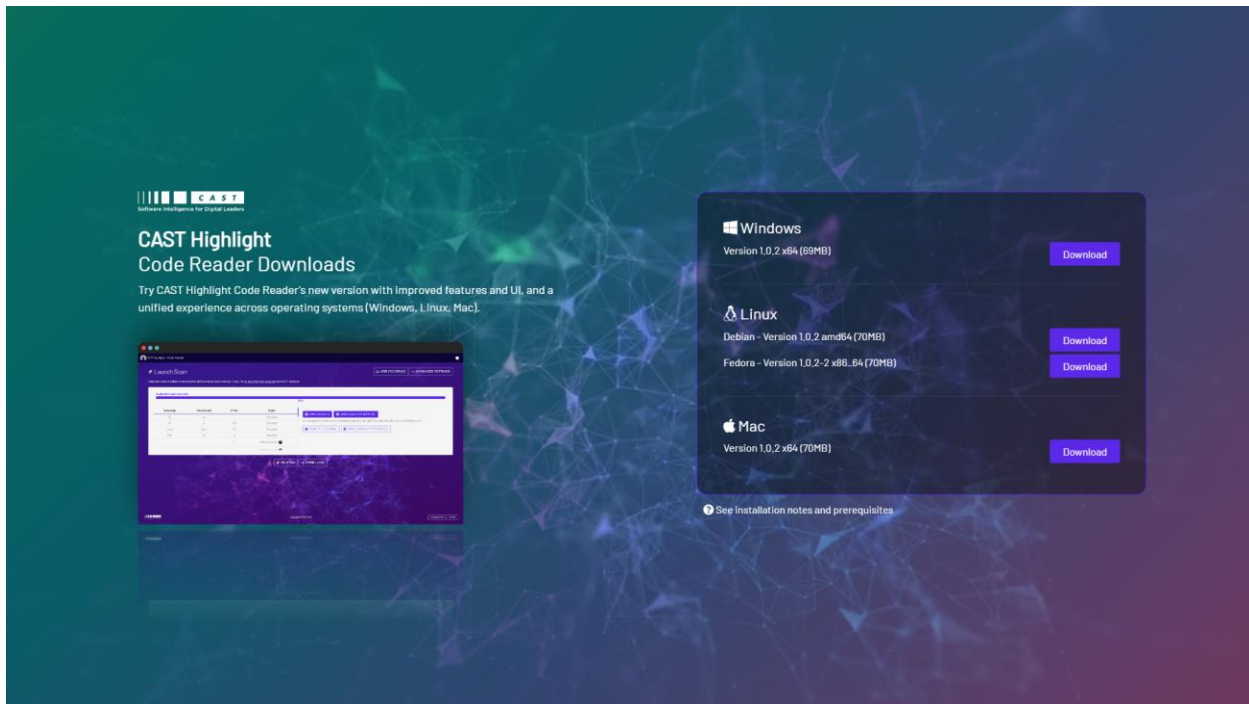 CAST
Software Intelligence for Digital Leaders
CAST Highlight
Code Reader Downloads
Try CAST Highlight Code Reader's new version with improved features and UI, and a
unified experience across operating systems (Windows, Linux, Mac).
Launch Scan
Windows
Version 1.0.2 x64 (69MB)
Download
Linux
Debian - Version 1.0.2 amd64 (70MB)
Download
Fedora - Version 1.0.2-2 x86_64 (70MB)
Download
Mac
Version 1.0.2 x64 (70MB)
Download
See installation notes and prerequisites